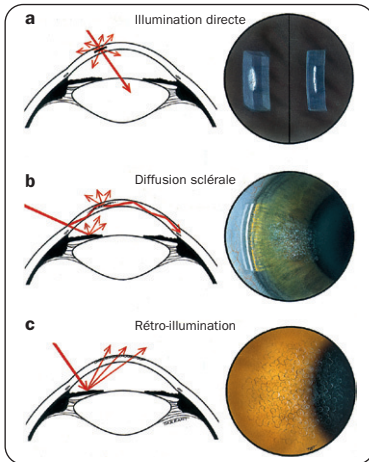 a Illumination directe
b Diffusion sclérale
c Rétro-illumination